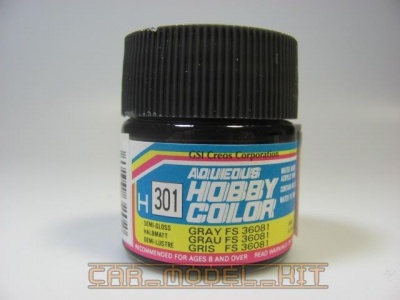 GSI Creos Corporation
AQUEOUS
HOBBY
COLOR
H 301
SEMI-GLOSS
HALBMATT
SEMI-LUSTRÉ
GRAY FS 36081
GRAU FS 36081
GRIS FS 36081
RECOMMENDED FOR AGES 8 AND OVER
READ
CAR_MODEL_KIT